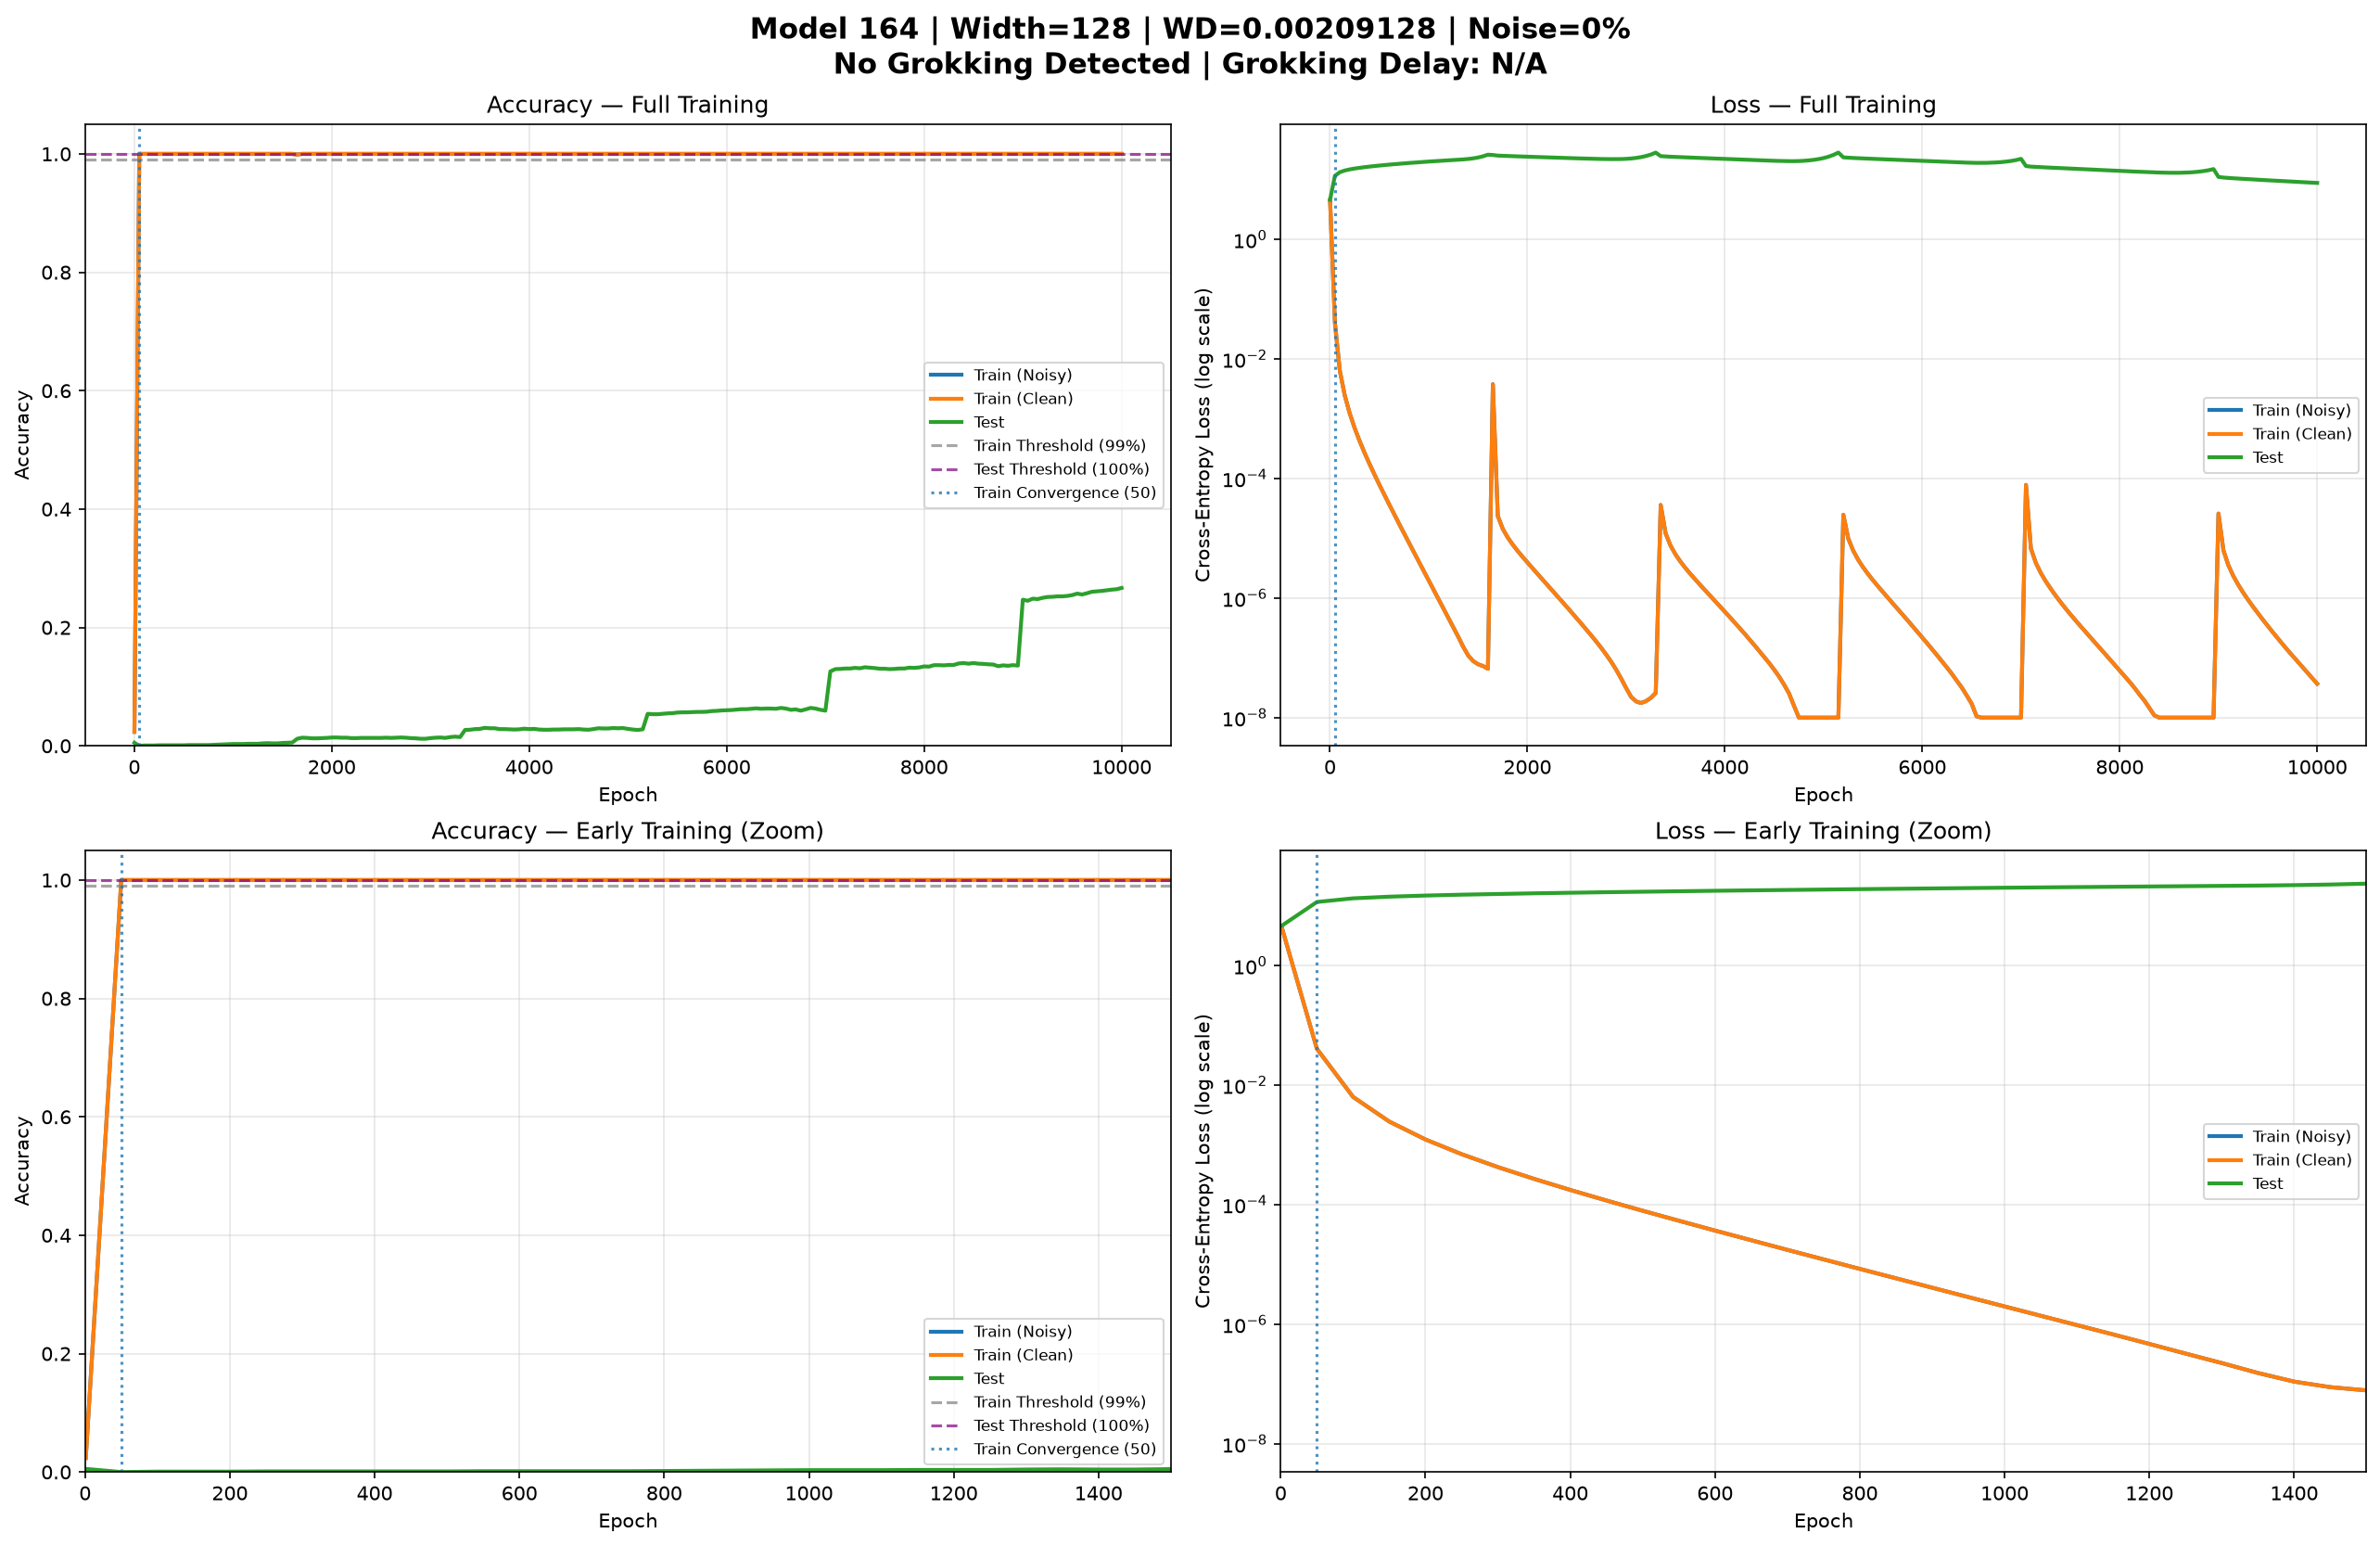 Model 164 | Width=128 | WD=0.00209128 | Noise=0%
No Grokking Detected | Grokking Delay: N/A
Accuracy — Full Training
Accuracy
1.0
0.8
0.6
0.4
0.2
0.0
Train (Noisy)
Train (Clean)
Test
Train Threshold (99%)
Test Threshold (100%)
Train Convergence (50)
0 2000 4000 6000 8000 10000
Epoch
Loss — Full Training
Cross-Entropy Loss (log scale)
10⁰
10⁻²
10⁻⁴
10⁻⁶
10⁻⁸
Train (Noisy)
Train (Clean)
Test
0 2000 4000 6000 8000 10000
Epoch
Accuracy — Early Training (Zoom)
Accuracy
1.0
0.8
0.6
0.4
0.2
0.0
Train (Noisy)
Train (Clean)
Test
Train Threshold (99%)
Test Threshold (100%)
Train Convergence (50)
0 200 400 600 800 1000 1200 1400
Epoch
Loss — Early Training (Zoom)
Cross-Entropy Loss (log scale)
10⁰
10⁻²
10⁻⁴
10⁻⁶
10⁻⁸
Train (Noisy)
Train (Clean)
Test
0 200 400 600 800 1000 1200 1400
Epoch